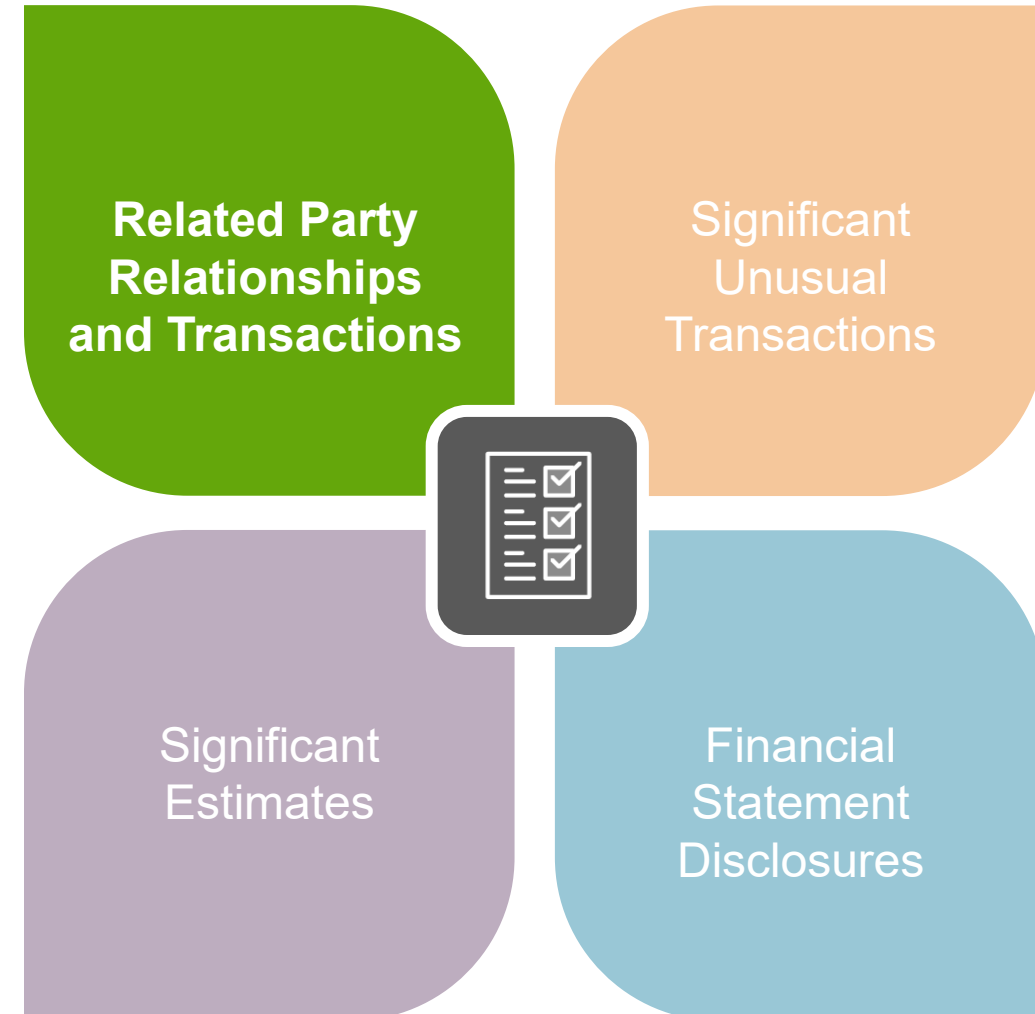 Related Party
Relationships
and Transactions
Significant
Unusual
Transactions
Significant
Estimates
Financial
Statement
Disclosures